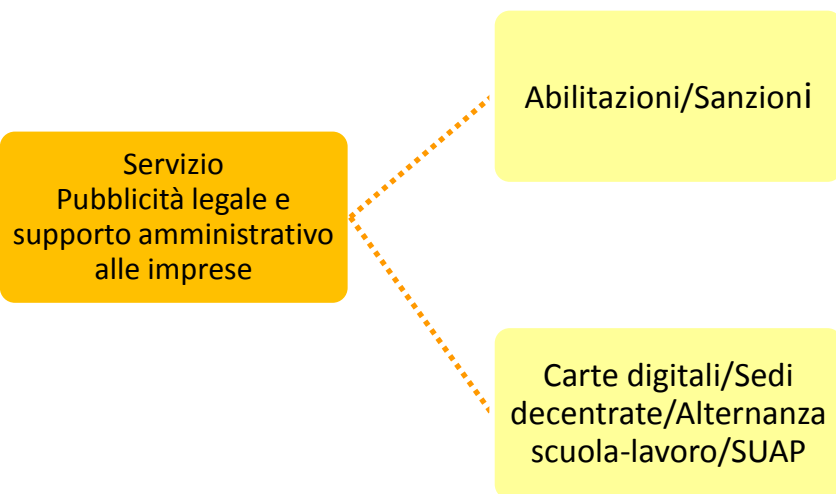 Abilitazioni/Sanzioni
Servizio
Pubblicità legale e
supporto amministrativo
alle imprese
Carte digitali/Sedi
decentrate/Alternanza
scuola-lavoro/SUAP